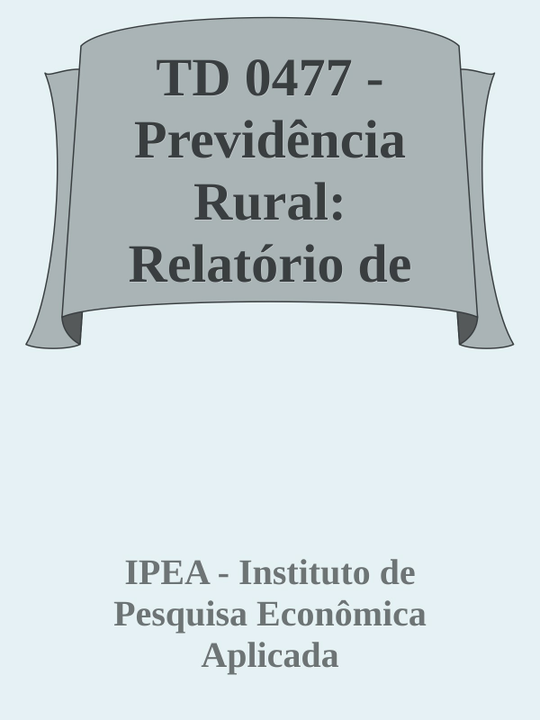 TD 0477 -
Previdência
Rural:
Relatório de
IPEA - Instituto de
Pesquisa Econômica
Aplicada